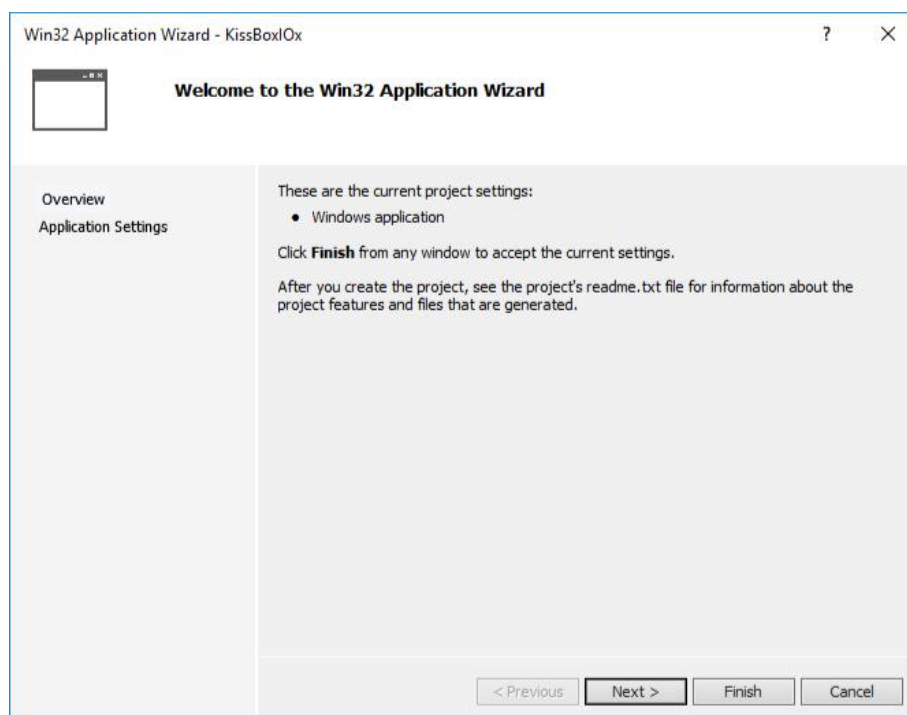 Win32 Application Wizard - KissBoxIOx
?
Welcome to the Win32 Application Wizard
Overview
Application Settings
These are the current project settings:
• Windows application
Click Finish from any window to accept the current settings.
After you create the project, see the project's readme.txt file for information about the
project features and files that are generated.
< Previous
Next >
Finish
Cancel